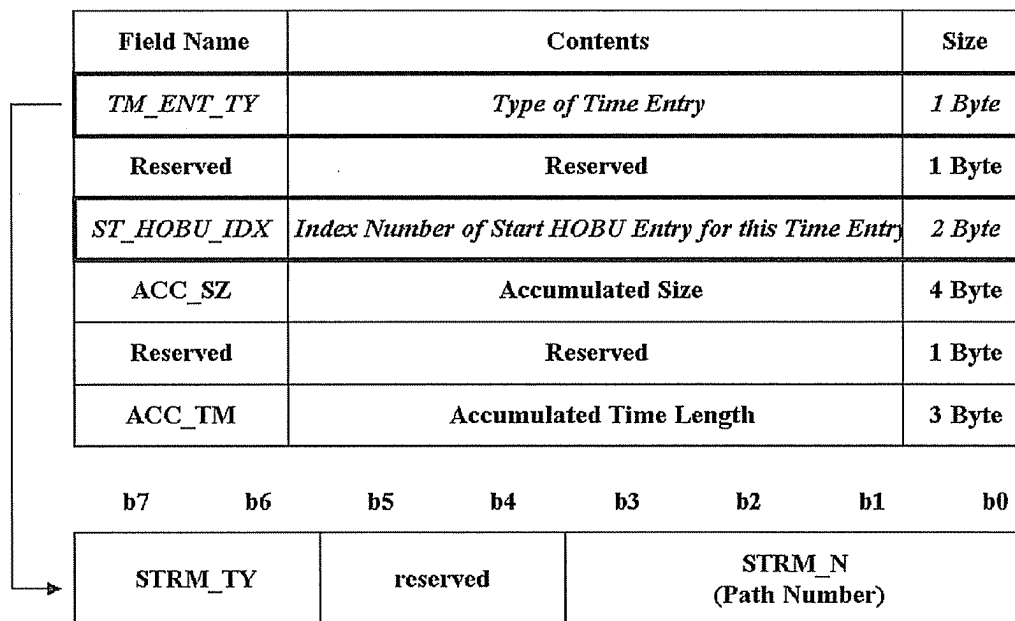 Field Name Contents Size
TM_ENT_TY Type of Time Entry 1 Byte
Reserved Reserved 1 Byte
ST_HOBU_IDX Index Number of Start HOBU Entry for this Time Entry 2 Byte
ACC_SZ Accumulated Size 4 Byte
Reserved Reserved 1 Byte
ACC_TM Accumulated Time Length 3 Byte
b7 b6 b5 b4 b3 b2 b1 b0
STRM_TY reserved STRM_N
(Path Number)